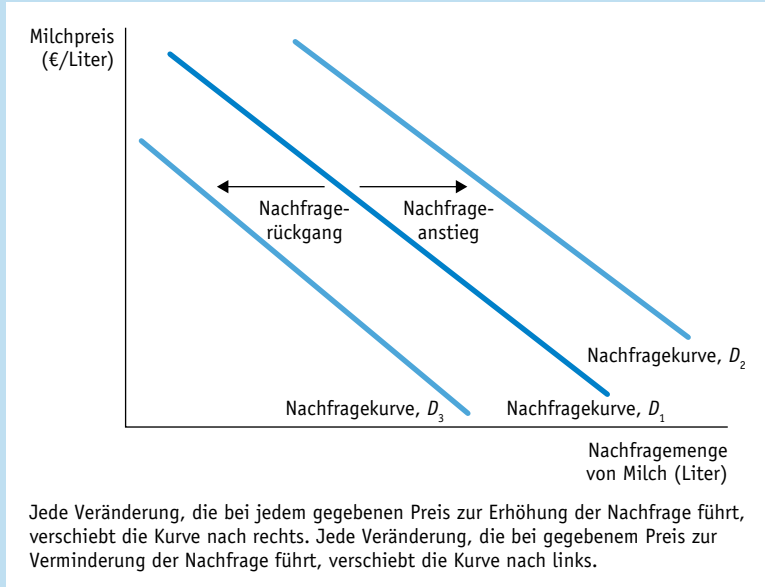 Milchpreis
(€/Liter)
Nachfrage-
rückgang
Nachfrage-
anstieg
Nachfragekurve, D₂
Nachfragekurve, D₃
Nachfragekurve, D₁
Nachfragemenge
von Milch (Liter)
Jede Veränderung, die bei jedem gegebenen Preis zur Erhöhung der Nachfrage führt,
verschiebt die Kurve nach rechts. Jede Veränderung, die bei gegebenem Preis zur
Verminderung der Nachfrage führt, verschiebt die Kurve nach links.